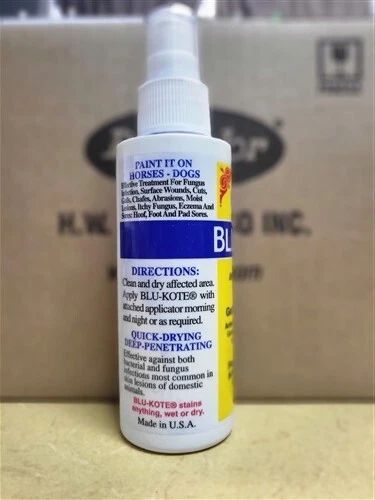 PAINT IT ON
HORSES - DOGS
Effective Treatment For Fungus
Infection, Surface Wounds, Cuts,
Galls, Chafes, Abrasions, Moist
Lesions, Itchy Fungus, Eczema And
Sores: Hoof, Foot And Pad Sores.
BL
DIRECTIONS:
Clean and dry affected area.
Apply BLU-KOTE® with
attached applicator morning
and night or as required.
QUICK-DRYING
DEEP-PENETRATING
Effective against both
bacterial and fungus
infections most common in
skin lesions of domestic
animals.
BLU-KOTE® stains
anything, wet or dry.
Made in U.S.A.
H.W.
INC.